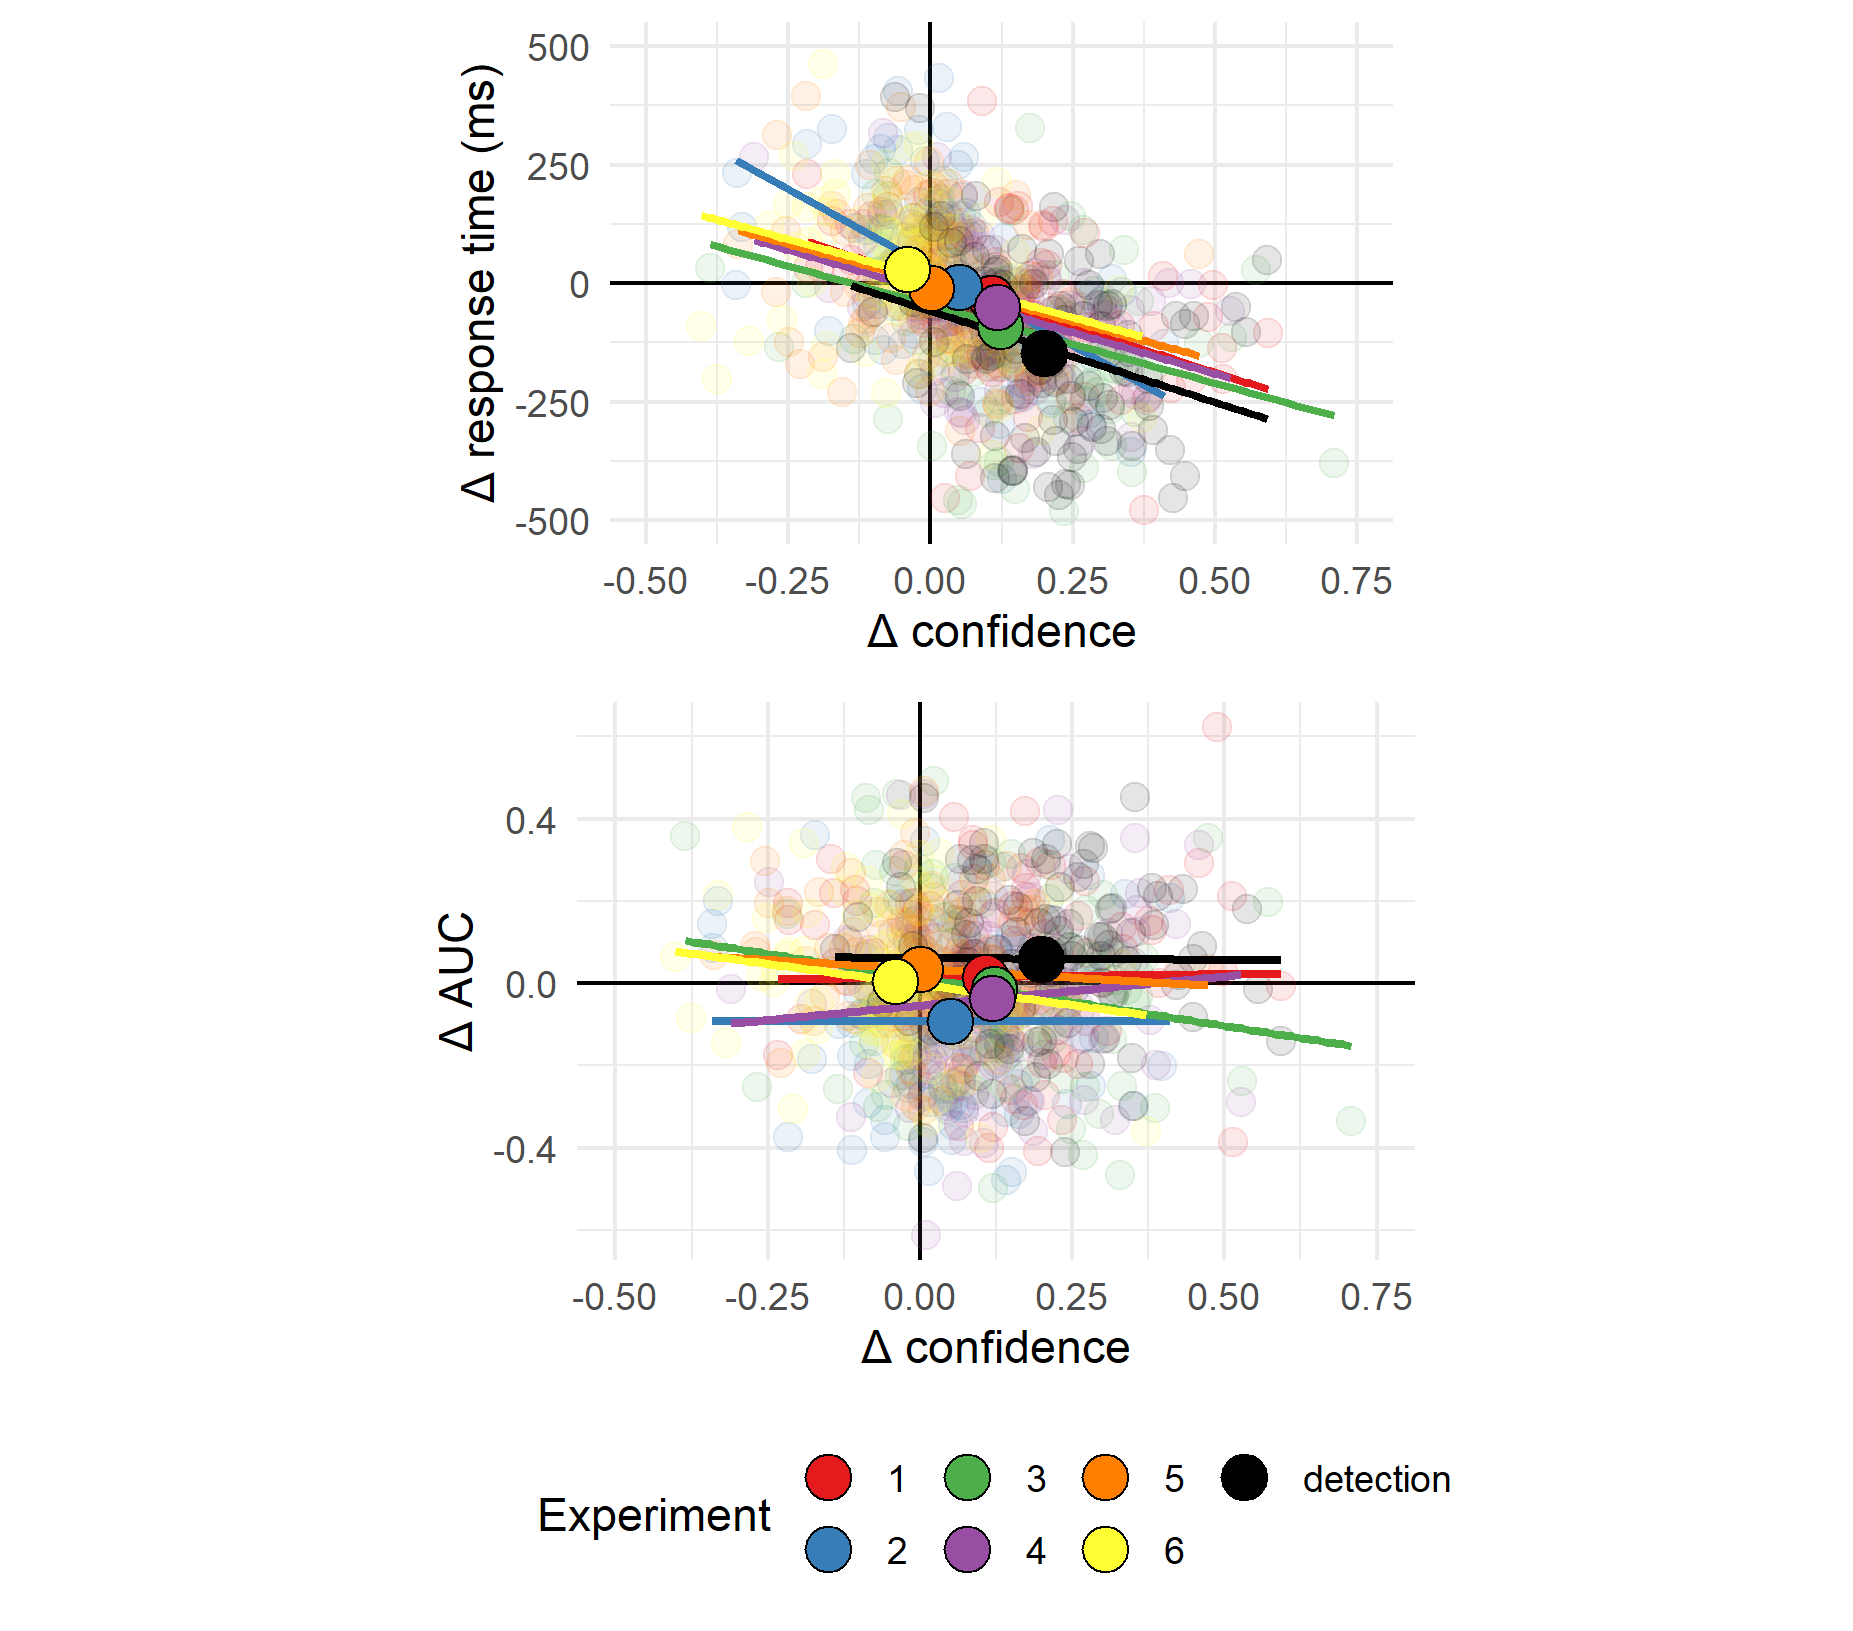 Δ response time (ms)
500
250
0
-250
-500
-0.50 -0.25 0.00 0.25 0.50 0.75
Δ confidence
Δ AUC
0.4
0.0
-0.4
-0.50 -0.25 0.00 0.25 0.50 0.75
Δ confidence
Experiment
1 3 5 detection
2 4 6